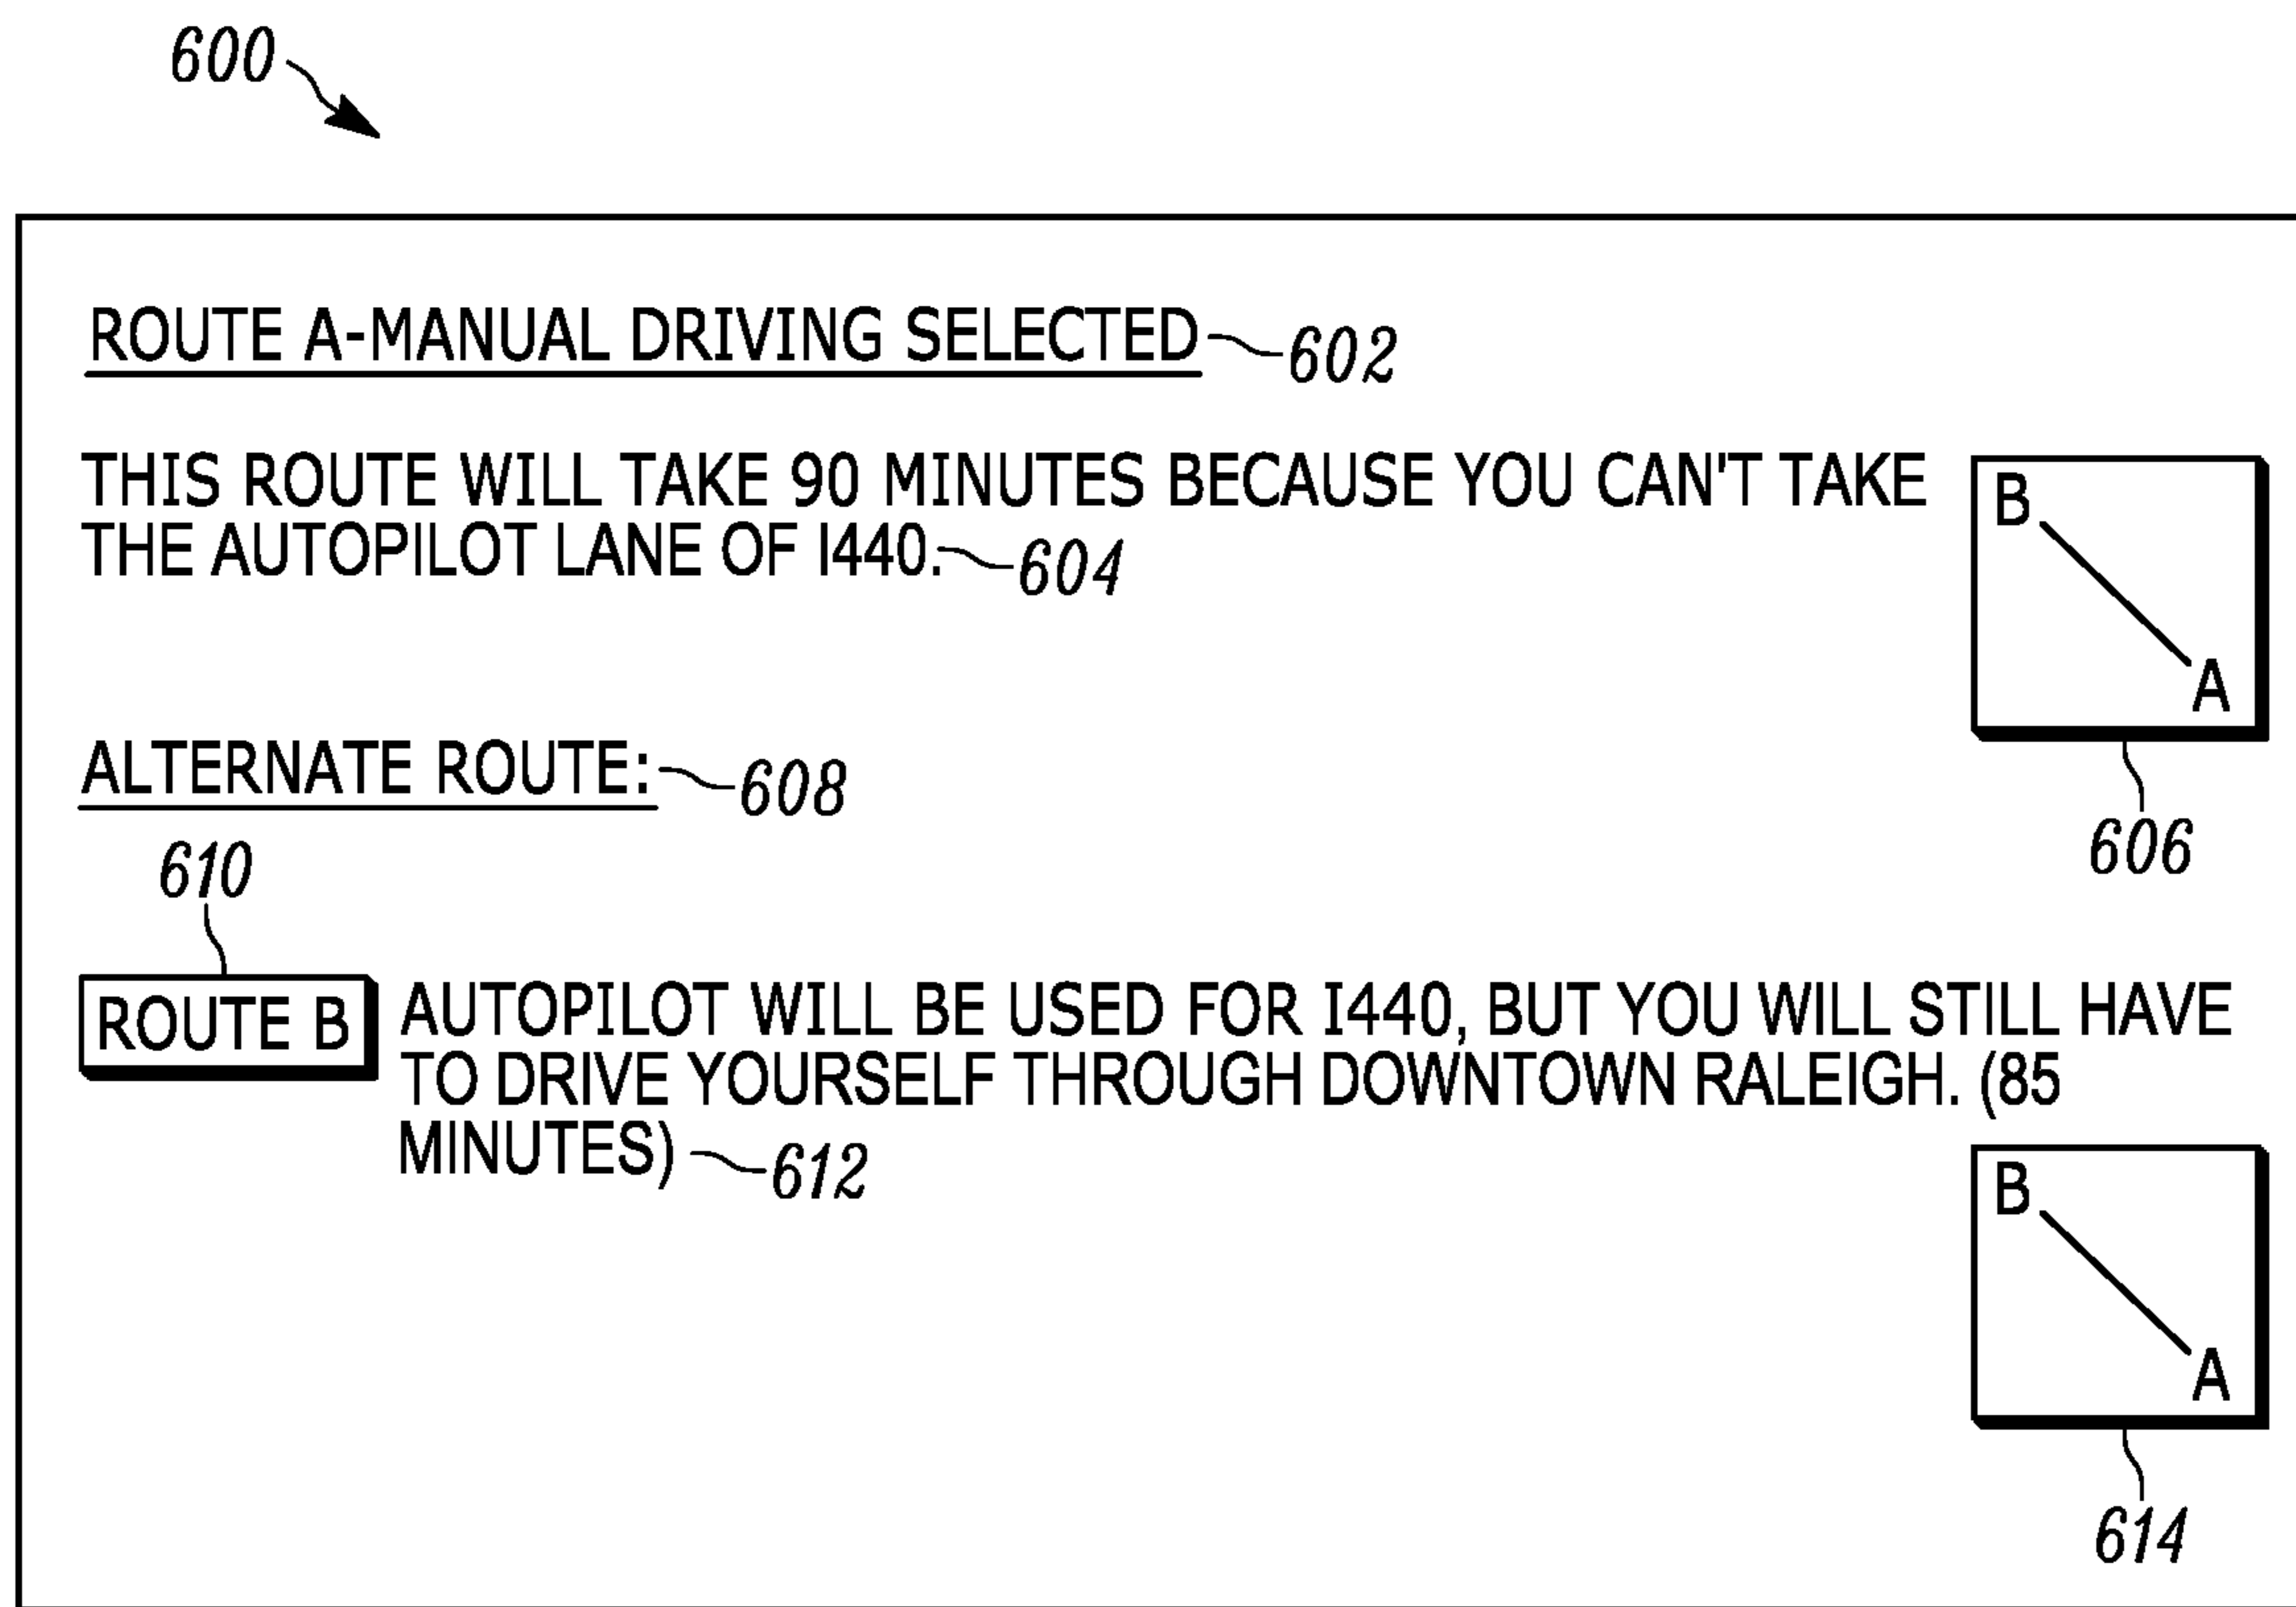 600
ROUTE A-MANUAL DRIVING SELECTED 602
THIS ROUTE WILL TAKE 90 MINUTES BECAUSE YOU CAN'T TAKE
THE AUTOPILOT LANE OF I440. 604
B
A
606
ALTERNATE ROUTE: 608
610
ROUTE B
AUTOPILOT WILL BE USED FOR I440, BUT YOU WILL STILL HAVE
TO DRIVE YOURSELF THROUGH DOWNTOWN RALEIGH. (85
MINUTES) 612
B
A
614